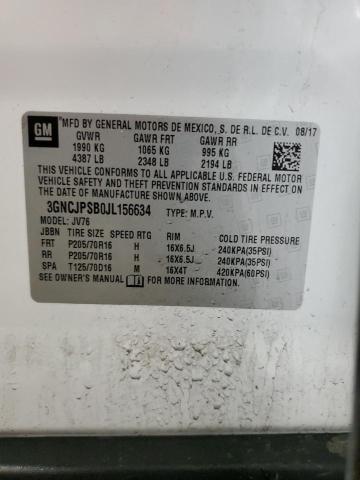 GM
MFD BY GENERAL MOTORS DE MEXICO, S. DE R.L. DE C.V. 08/17
GVWR GAWR FRT GAWR RR
1990 KG 1065 KG 995 KG
4387 LB 2348 LB 2194 LB
THIS VEHICLE CONFORMS TO ALL APPLICABLE U.S. FEDERAL MOTOR
VEHICLE SAFETY, BUMPER, AND THEFT PREVENTION STANDARDS IN
EFFECT ON THE DATE OF MANUFACTURE SHOWN ABOVE.
3GNCJPSB0JL156634 TYPE: M.P.V.
MODEL: JV76
JBBN TIRE SIZE SPEED RTG RIM COLD TIRE PRESSURE
FRT P205/70R16 H 16X6.5J 240KPA(35PSI)
RR P205/70R16 H 16X6.5J 240KPA(35PSI)
SPA T125/70D16 M 16X4T 420KPA(60PSI)
SEE OWNER'S MANUAL FOR MORE INFORMATION